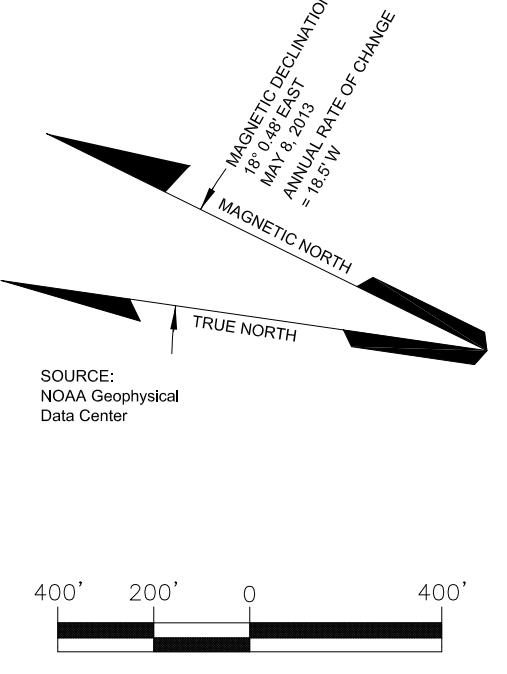 MAGNETIC DECLINATION
18° 0.48' EAST
MAY 8, 2013
ANNUAL RATE OF CHANGE
= 18.5' W
MAGNETIC NORTH
TRUE NORTH
SOURCE:
NOAA Geophysical
Data Center
400' 200' 0 400'